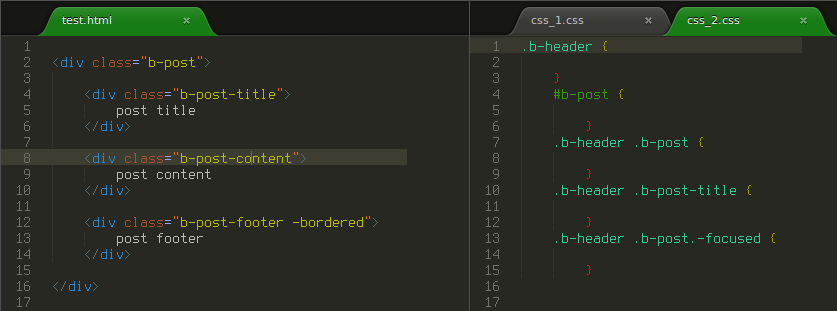 test.html ×
1
2 <div class="b-post">
3
4 <div class="b-post-title">
5 post title
6 </div>
7
8 <div class="b-post-content">
9 post content
10 </div>
11
12 <div class="b-post-footer -bordered">
13 post footer
14 </div>
15
16 </div>
17
css_1.css × css_2.css ×
1 .b-header {
2
3 }
4 #b-post {
5
6 }
7 .b-header .b-post {
8
9 }
10 .b-header .b-post-title {
11
12 }
13 .b-header .b-post.-focused {
14
15 }
16
17